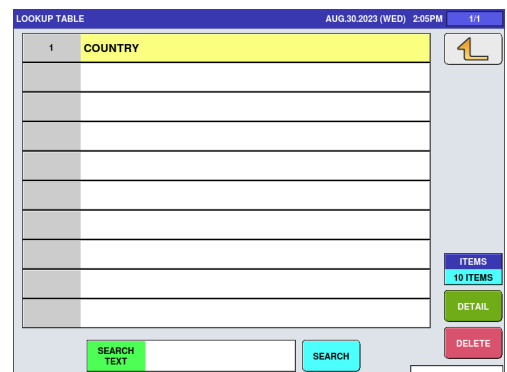 LOOKUP TABLE AUG.30.2023 (WED) 2:05PM 1/1
1 COUNTRY
ITEMS
10 ITEMS
DETAIL
DELETE
SEARCH
TEXT
SEARCH